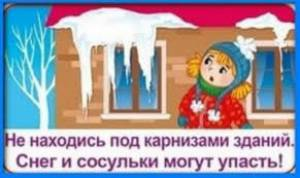 Не находись под карнизами зданий.
Снег и сосульки могут упасть!